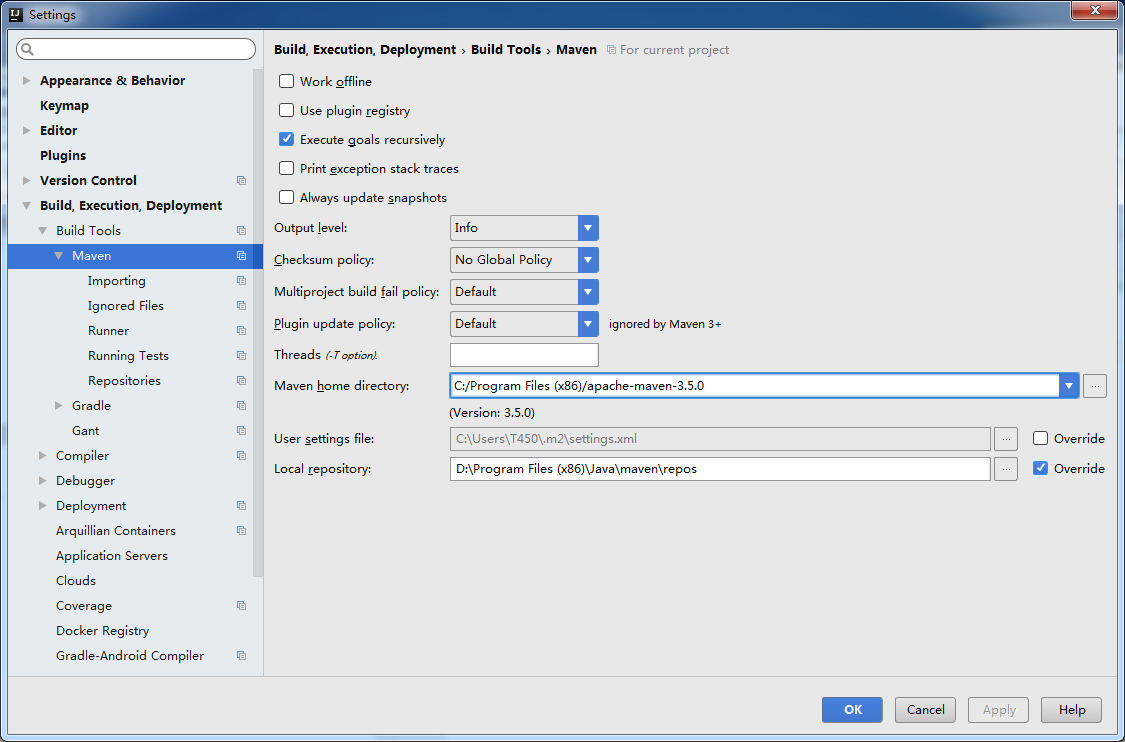 Settings
Appearance & Behavior
Keymap
Editor
Plugins
Version Control
Build, Execution, Deployment
Build Tools
Maven
Importing
Ignored Files
Runner
Running Tests
Repositories
Gradle
Gant
Compiler
Debugger
Deployment
Arquillian Containers
Application Servers
Clouds
Coverage
Docker Registry
Gradle-Android Compiler
Build, Execution, Deployment › Build Tools › Maven For current project
Work offline
Use plugin registry
Execute goals recursively
Print exception stack traces
Always update snapshots
Output level: Info
Checksum policy: No Global Policy
Multiproject build fail policy: Default
Plugin update policy: Default ignored by Maven 3+
Threads (-T option).
Maven home directory: C:/Program Files (x86)/apache-maven-3.5.0 ...
(Version: 3.5.0)
User settings file: C:\Users\T450\.m2\settings.xml ... Override
Local repository: D:\Program Files (x86)\Java\maven\repos ... Override
OK Cancel Apply Help